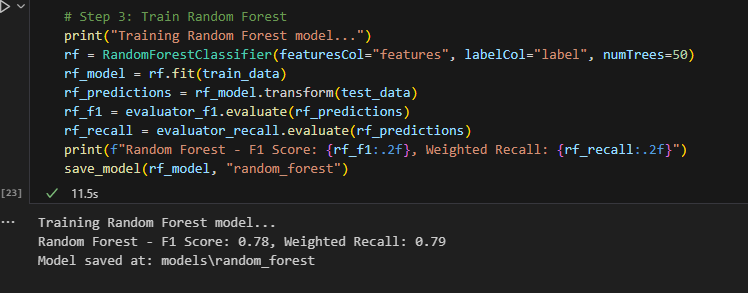 # Step 3: Train Random Forest
print("Training Random Forest model...")
rf = RandomForestClassifier(featuresCol="features", labelCol="label", numTrees=50)
rf_model = rf.fit(train_data)
rf_predictions = rf_model.transform(test_data)
rf_f1 = evaluator_f1.evaluate(rf_predictions)
rf_recall = evaluator_recall.evaluate(rf_predictions)
print(f"Random Forest - F1 Score: {rf_f1:.2f}, Weighted Recall: {rf_recall:.2f}")
save_model(rf_model, "random_forest")
[23] 11.5s
... Training Random Forest model...
Random Forest - F1 Score: 0.78, Weighted Recall: 0.79
Model saved at: models\random_forest